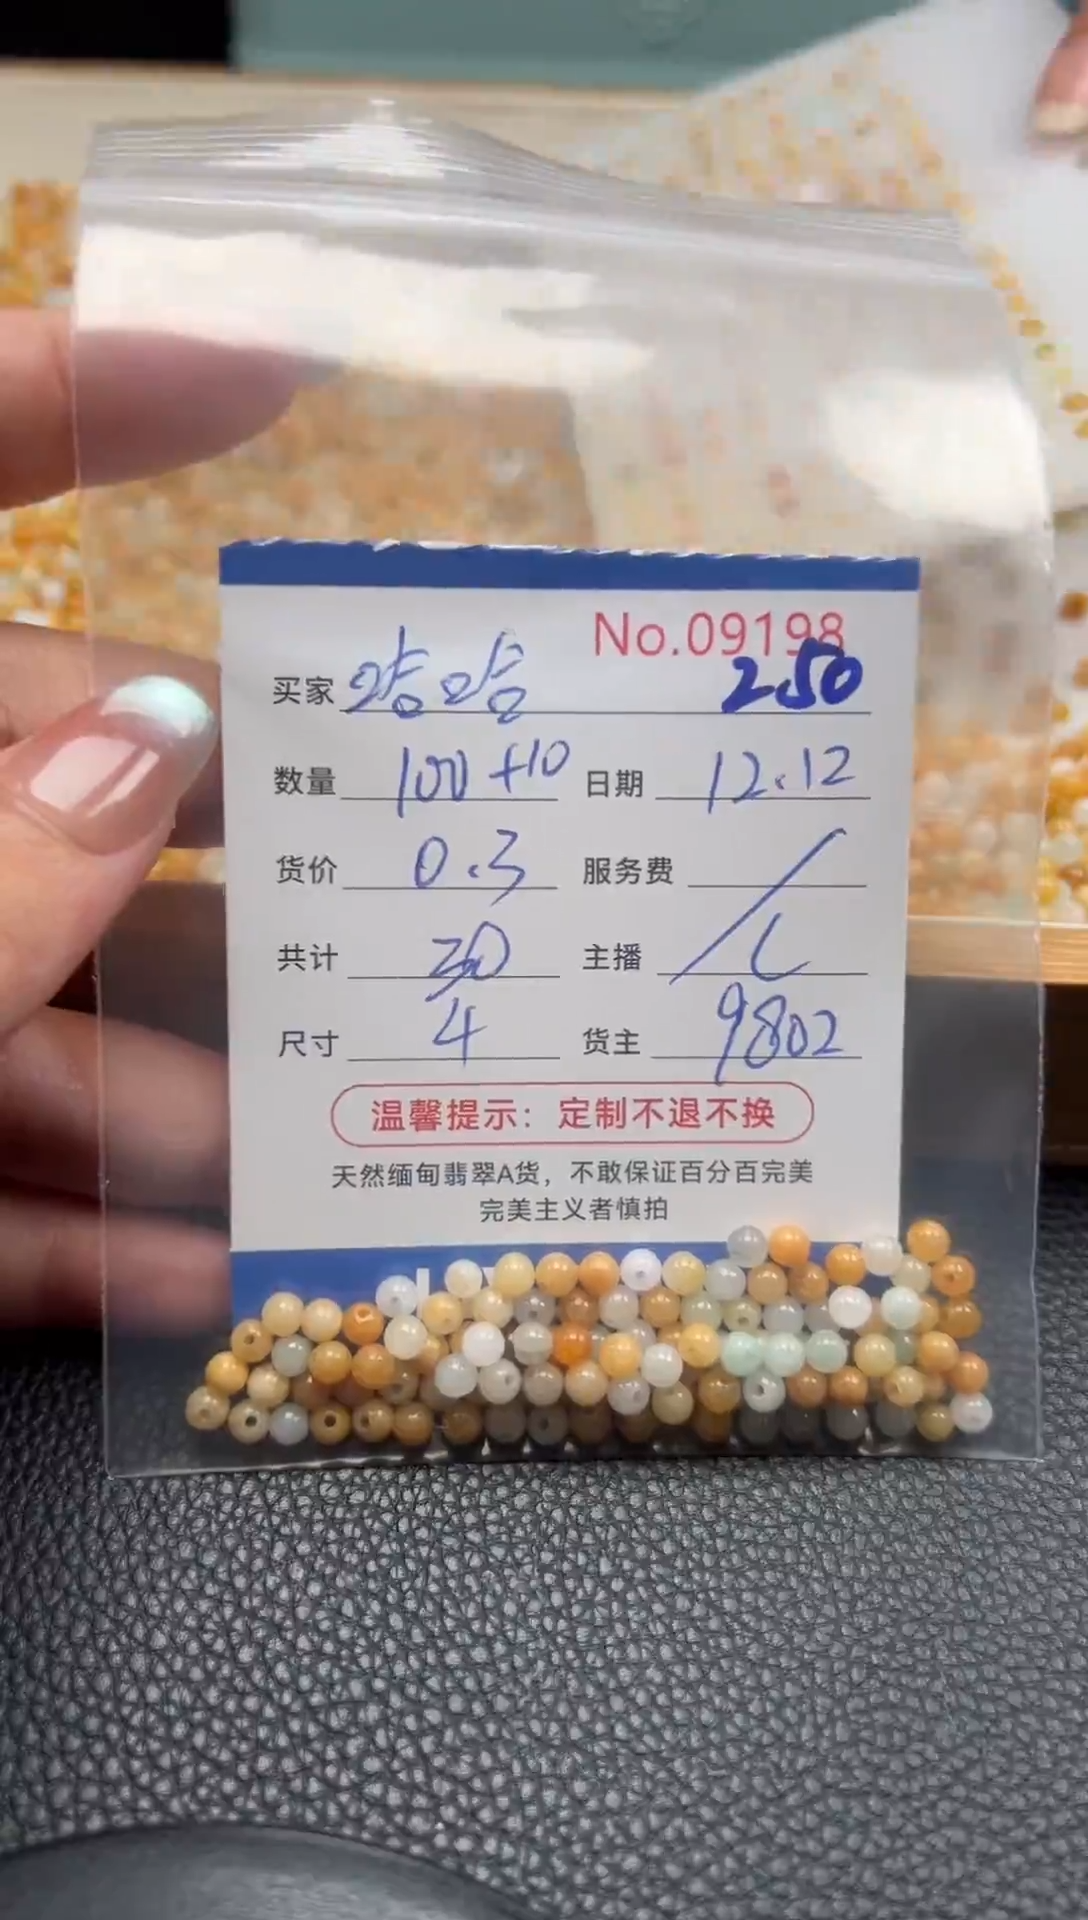 No.09198
买家 哈哈 250
数量 100+10 日期 12.12
货价 0.3 服务费 /
共计 30 主播 L
尺寸 4 货主 9802
温馨提示：定制不退不换
天然缅甸翡翠A货，不敢保证百分百完美
完美主义者慎拍